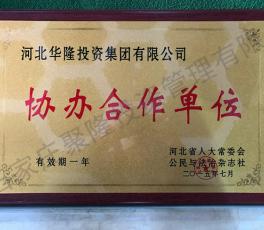 河北华隆投资集团有限公司
协办合作单位
有效期一年
河北省人大常委会
公民与法治杂志社
二〇一五年七月